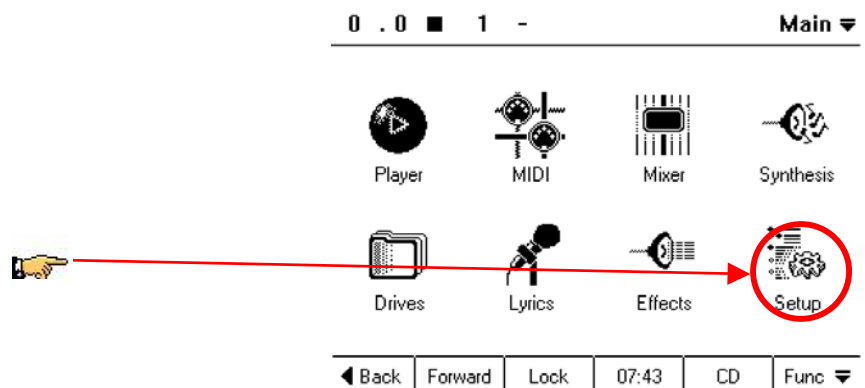 0 .0 ■ 1 - Main ▼
Player MIDI Mixer Synthesis
Drives Lyrics Effects Setup
◀ Back Forward Lock 07:43 CD Func ▼